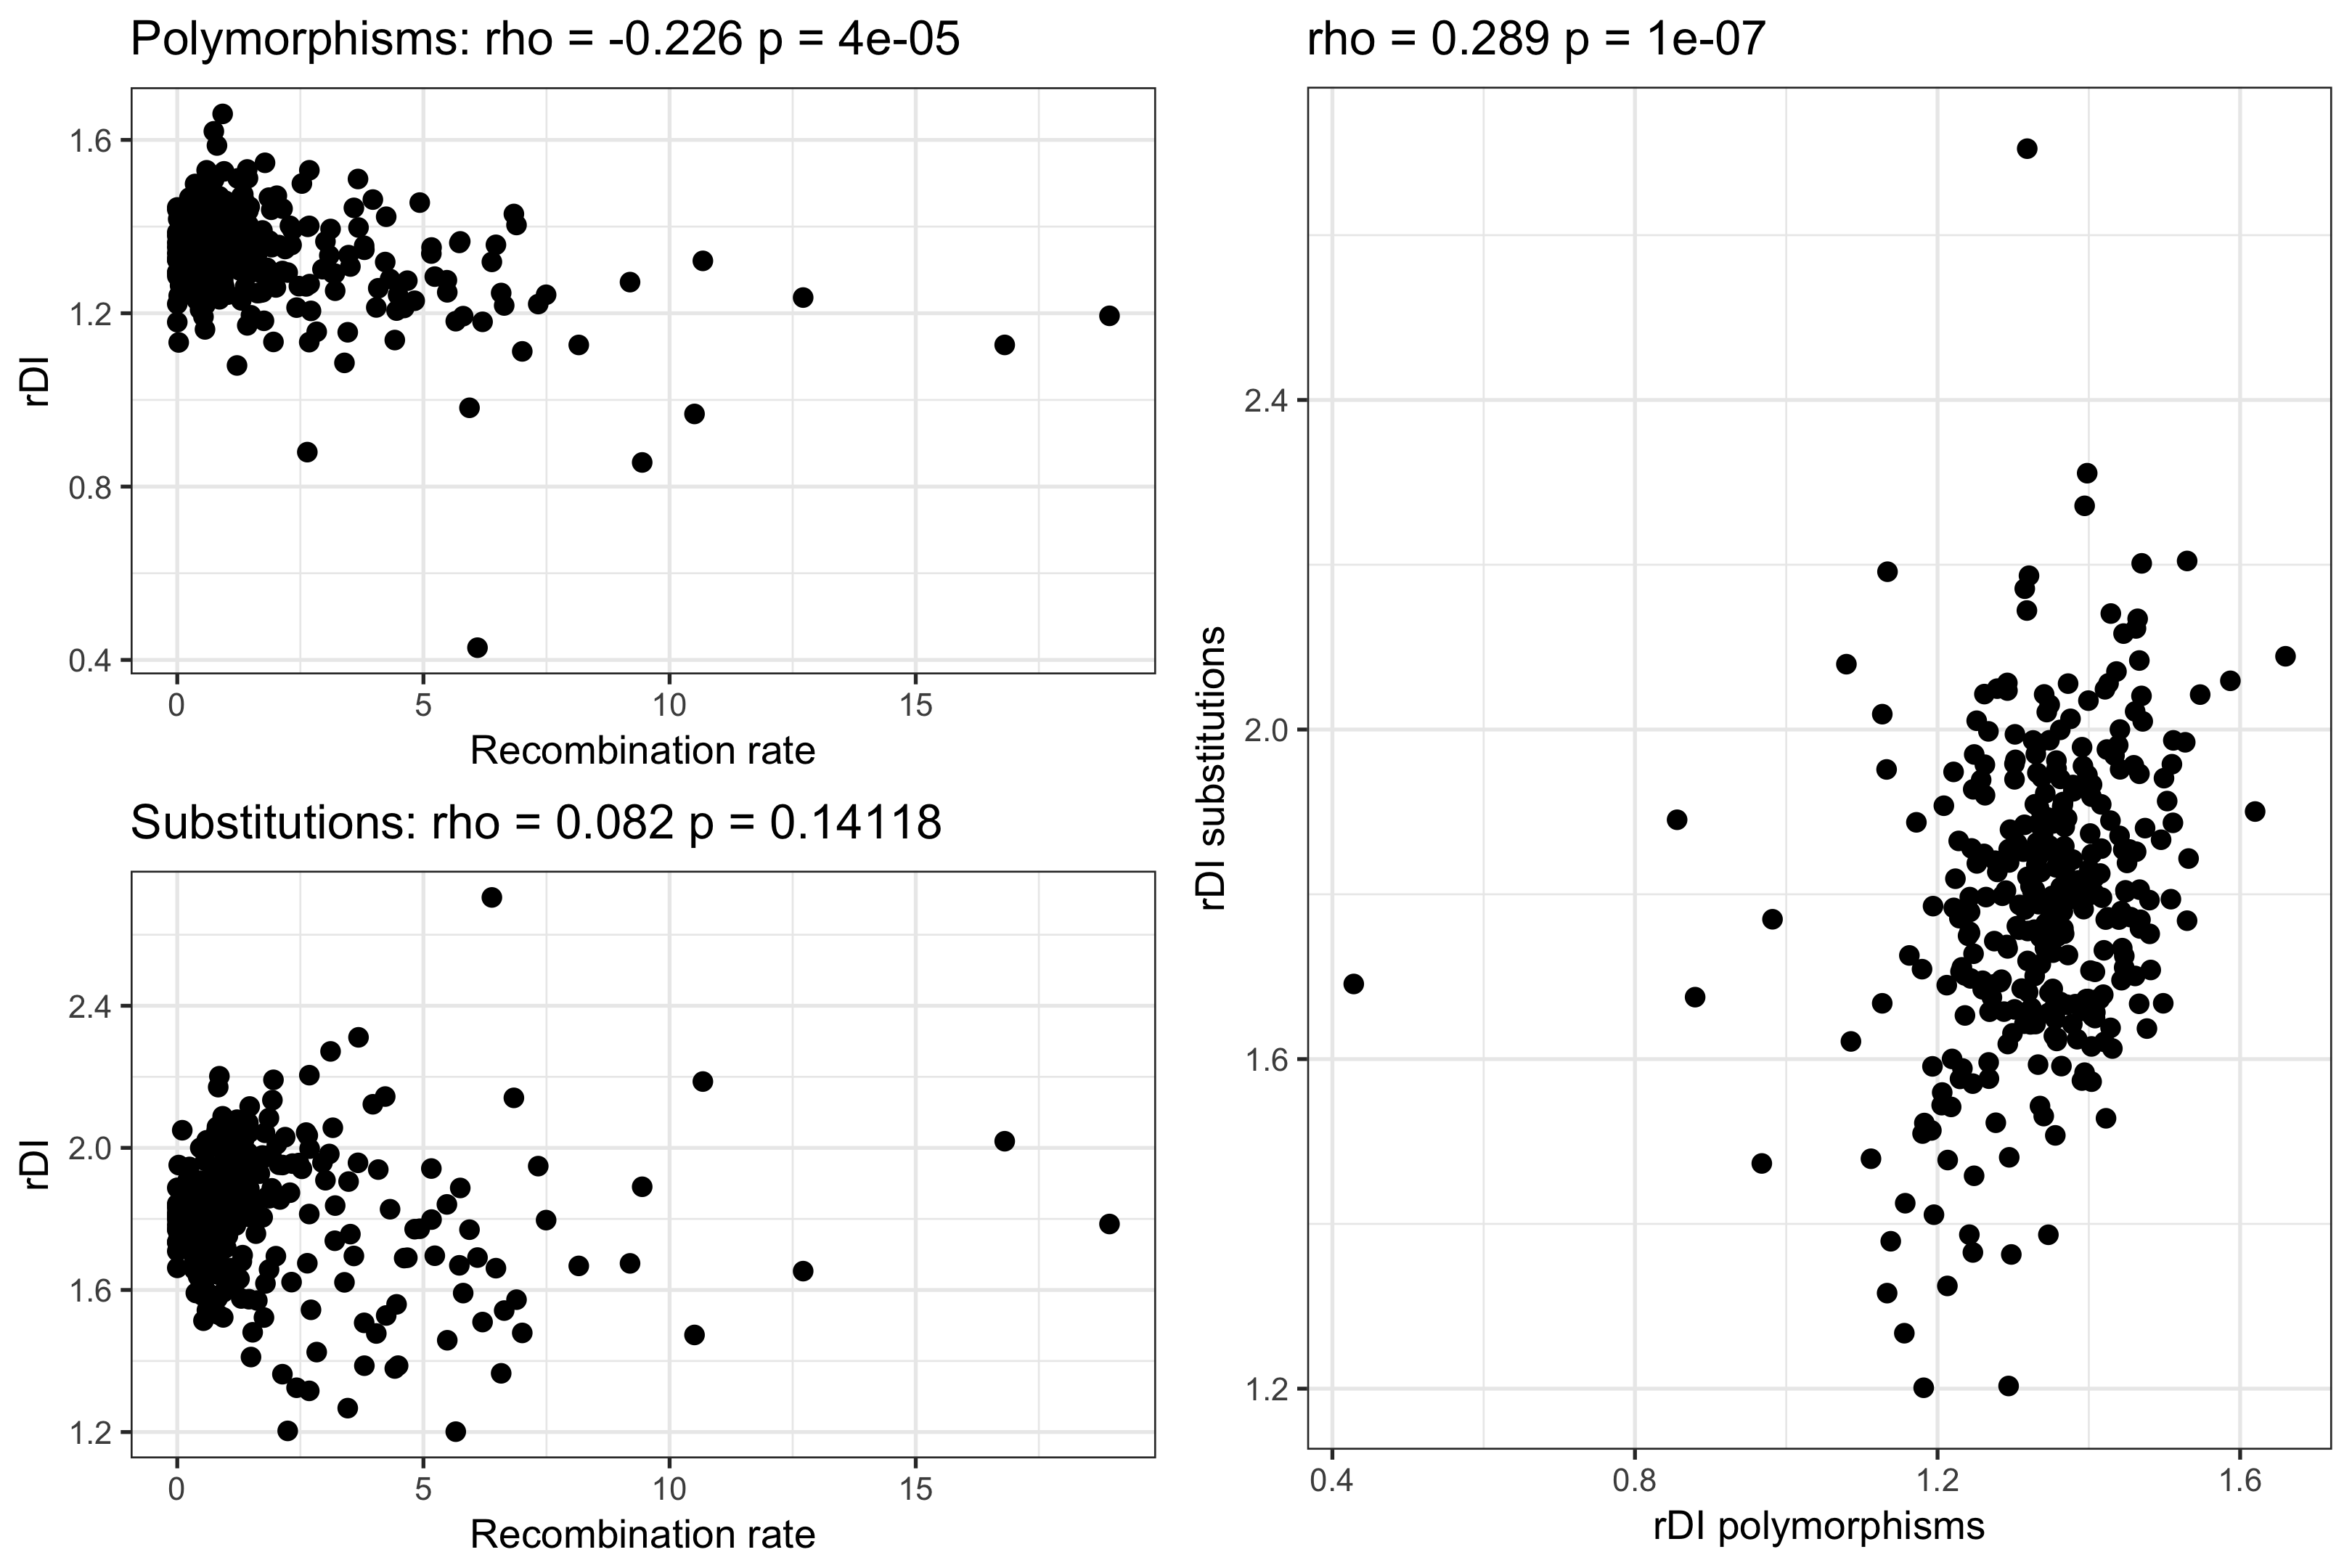 Polymorphisms: rho = -0.226 p = 4e-05
rDI
1.6
1.2
0.8
0.4
0 5 10 15
Recombination rate
Substitutions: rho = 0.082 p = 0.14118
rDI
2.4
2.0
1.6
1.2
0 5 10 15
Recombination rate
rho = 0.289 p = 1e-07
rDI substitutions
2.4
2.0
1.6
1.2
0.4 0.8 1.2 1.6
rDI polymorphisms